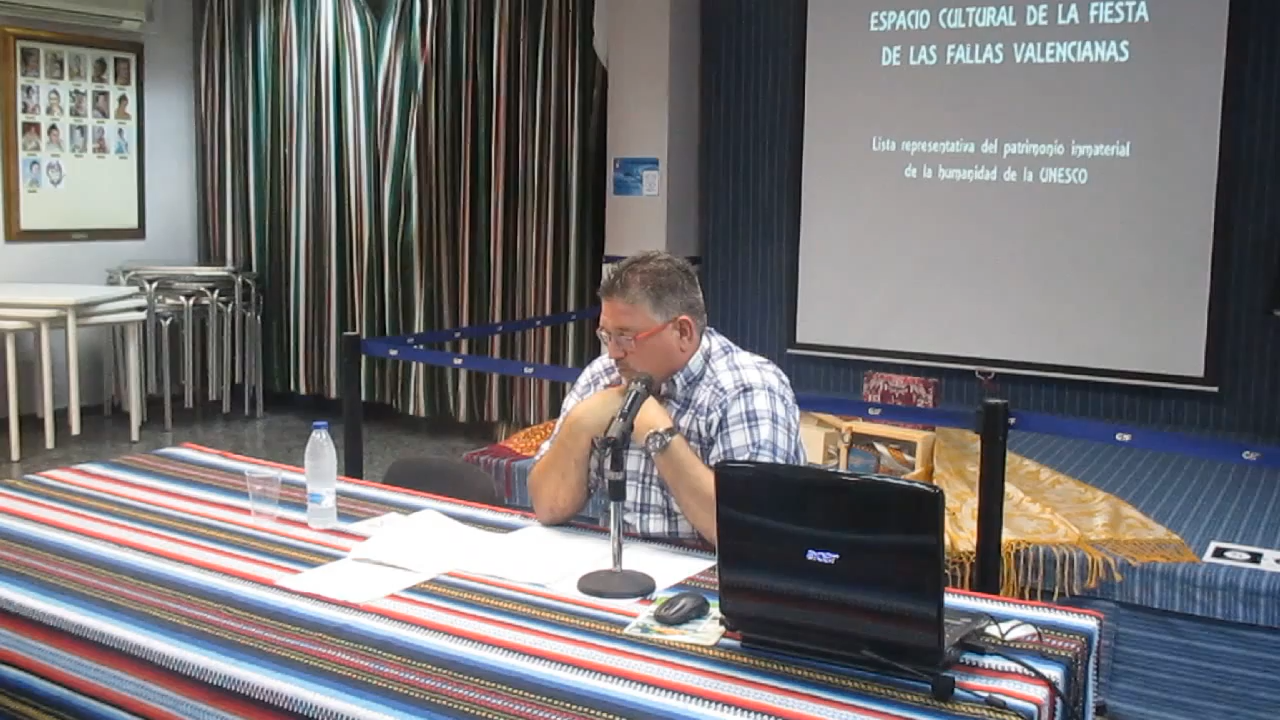 ESPACIO CULTURAL DE LA FIESTA
DE LAS FALLAS VALENCIANAS
Lista representativa del patrimonio inmaterial
de la humanidad de la UNESCO